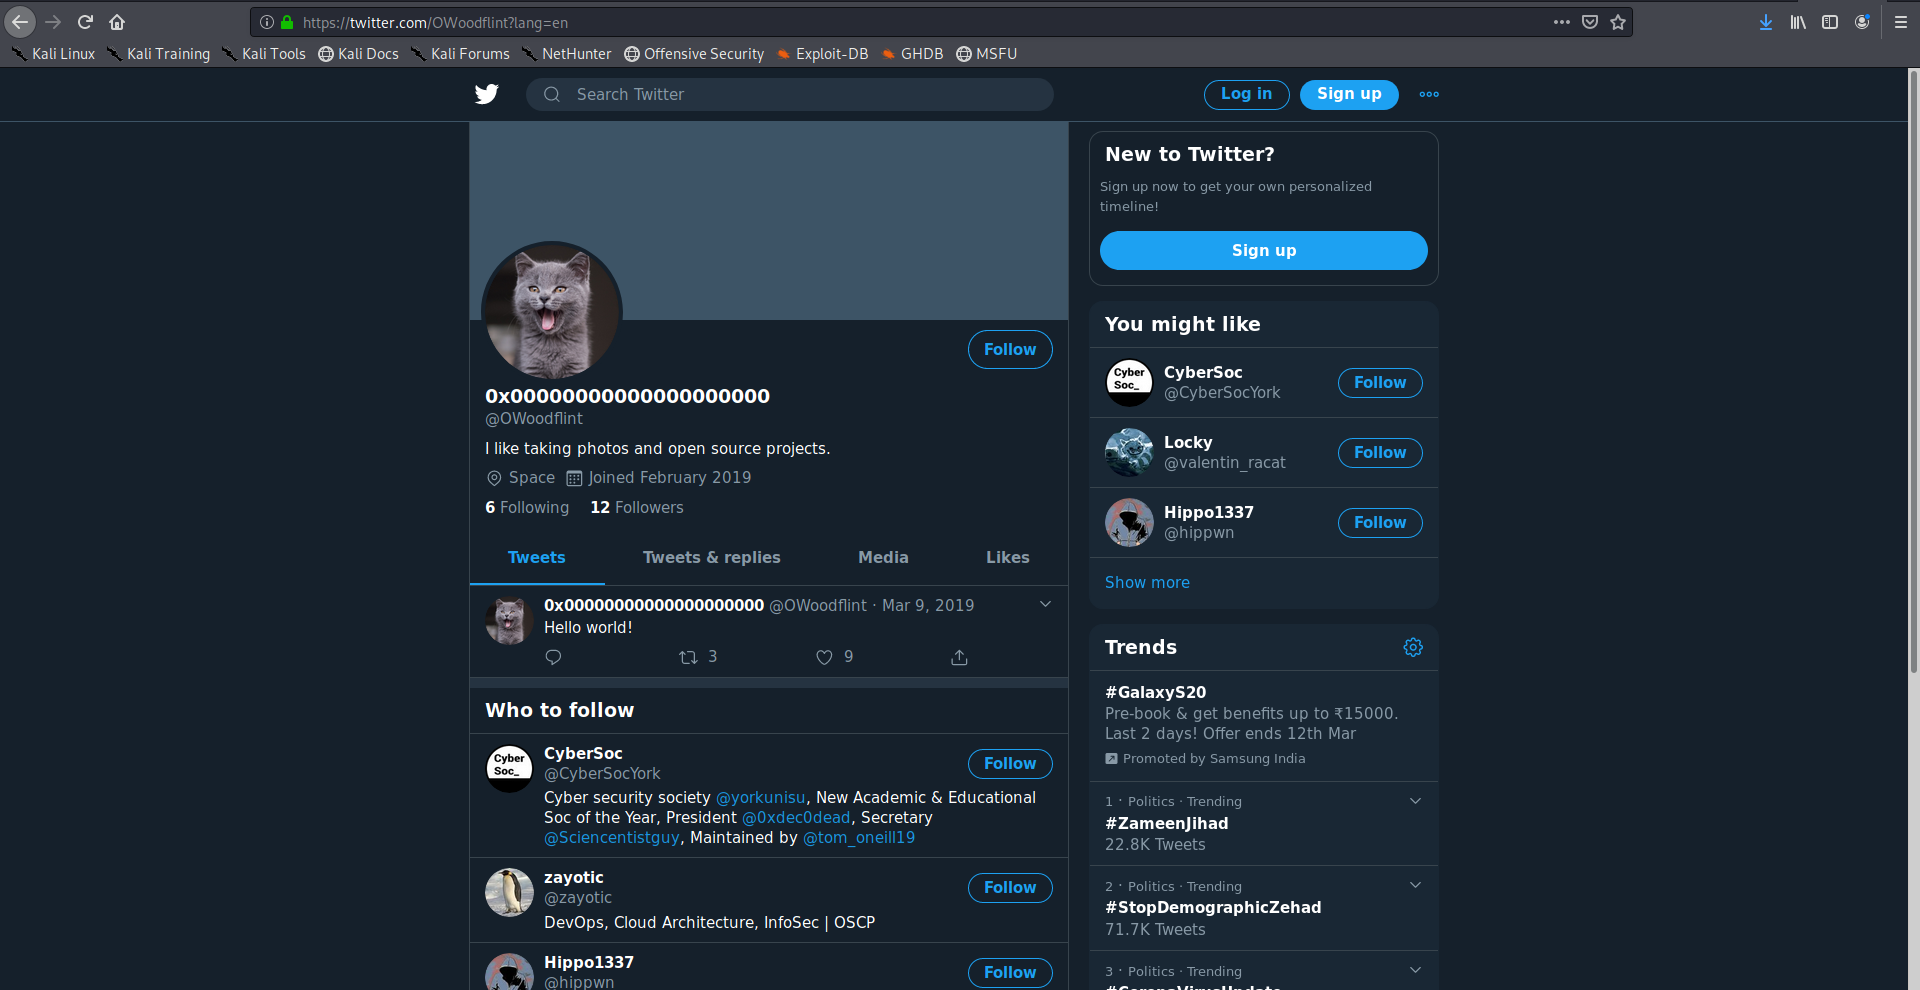 https://twitter.com/OWoodflint?lang=en
Kali Linux Kali Training Kali Tools Kali Docs Kali Forums NetHunter Offensive Security Exploit-DB GHDB MSFU
Search Twitter
Log in Sign up
0x00000000000000000000
@OWoodflint
Follow
I like taking photos and open source projects.
Space Joined February 2019
6 Following 12 Followers
Tweets Tweets & replies Media Likes
0x00000000000000000000 @OWoodflint · Mar 9, 2019
Hello world!
3 9
Who to follow
CyberSoc
@CyberSocYork
Follow
Cyber Soc_
Cyber security society @yorkunisu, New Academic & Educational
Soc of the Year, President @0xdec0dead, Secretary
@Sciencentistguy, Maintained by @tom_oneill19
zayotic
@zayotic
Follow
DevOps, Cloud Architecture, InfoSec | OSCP
Hippo1337
@hippwn
Follow
New to Twitter?
Sign up now to get your own personalized
timeline!
Sign up
You might like
Cyber Soc_
CyberSoc
@CyberSocYork
Follow
Locky
@valentin_racat
Follow
Hippo1337
@hippwn
Follow
Show more
Trends
#GalaxyS20
Pre-book & get benefits up to ₹15000.
Last 2 days! Offer ends 12th Mar
Promoted by Samsung India
1 · Politics · Trending
#ZameenJihad
22.8K Tweets
2 · Politics · Trending
#StopDemographicZehad
71.7K Tweets
3 · Politics · Trending